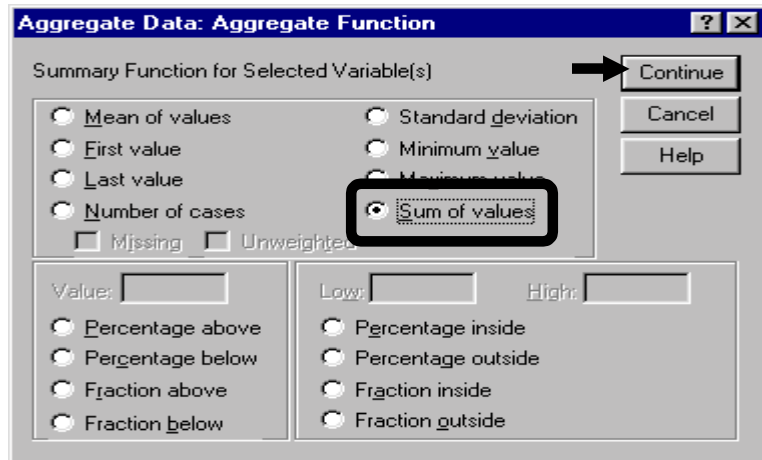 Aggregate Data: Aggregate Function
Summary Function for Selected Variable(s)
Continue
Cancel
Help
Mean of values
Standard deviation
First value
Minimum value
Last value
Maximum value
Number of cases
Sum of values
Missing
Unweighted
Value:
Percentage above
Percentage below
Fraction above
Fraction below
Low:
High:
Percentage inside
Percentage outside
Fraction inside
Fraction outside